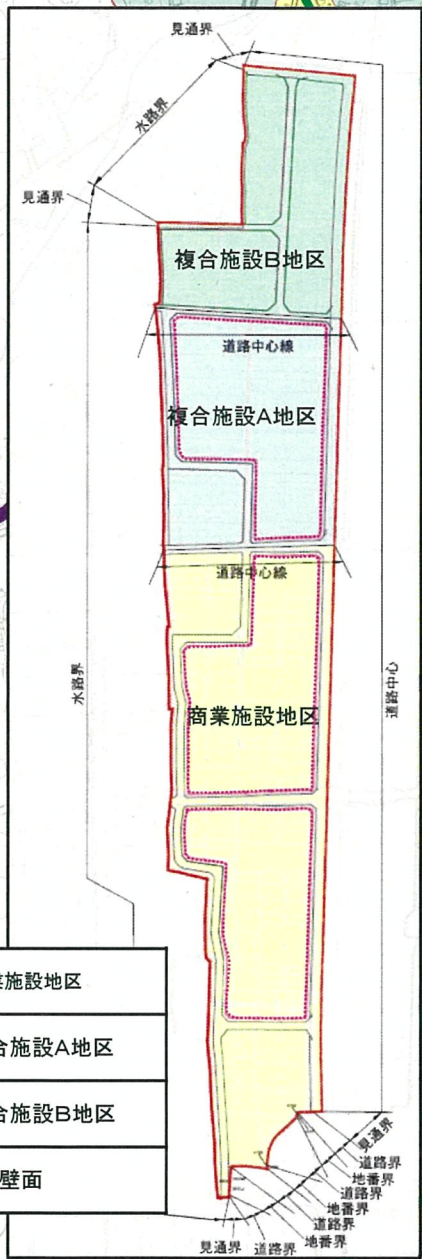 見通界
水路界
見通界
複合施設B地区
道路中心線
複合施設A地区
道路中心線
水路界
道路中心
商業施設地区
施設地区
合施設A地区
合施設B地区
壁面
見通界
道路界
地番界
道路界
地番界
道路界
地番界
見通界 道路界